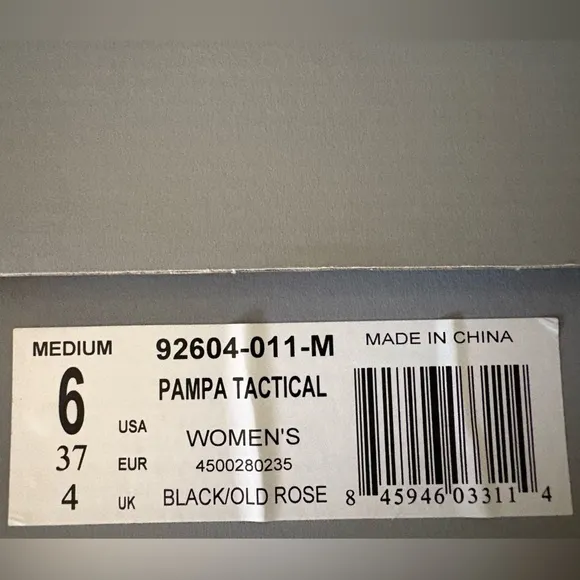 MEDIUM 92604-011-M MADE IN CHINA
6 USA PAMPA TACTICAL
37 EUR WOMEN'S
4500280235
4 UK BLACK/OLD ROSE 8 45946 03311 4